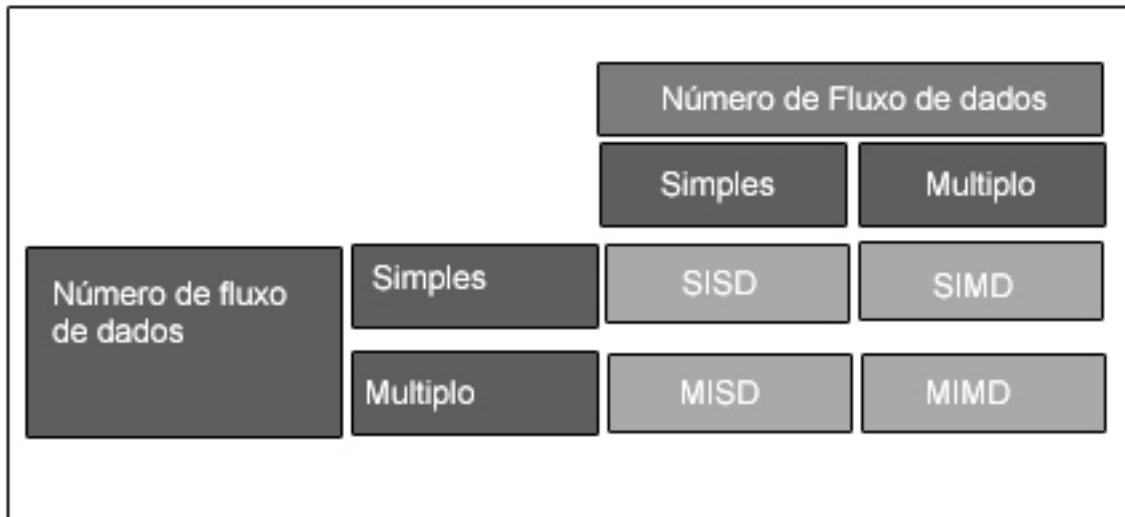 Número de Fluxo de dados
Simples Multiplo
Número de fluxo
de dados
Simples SISD SIMD
Multiplo MISD MIMD